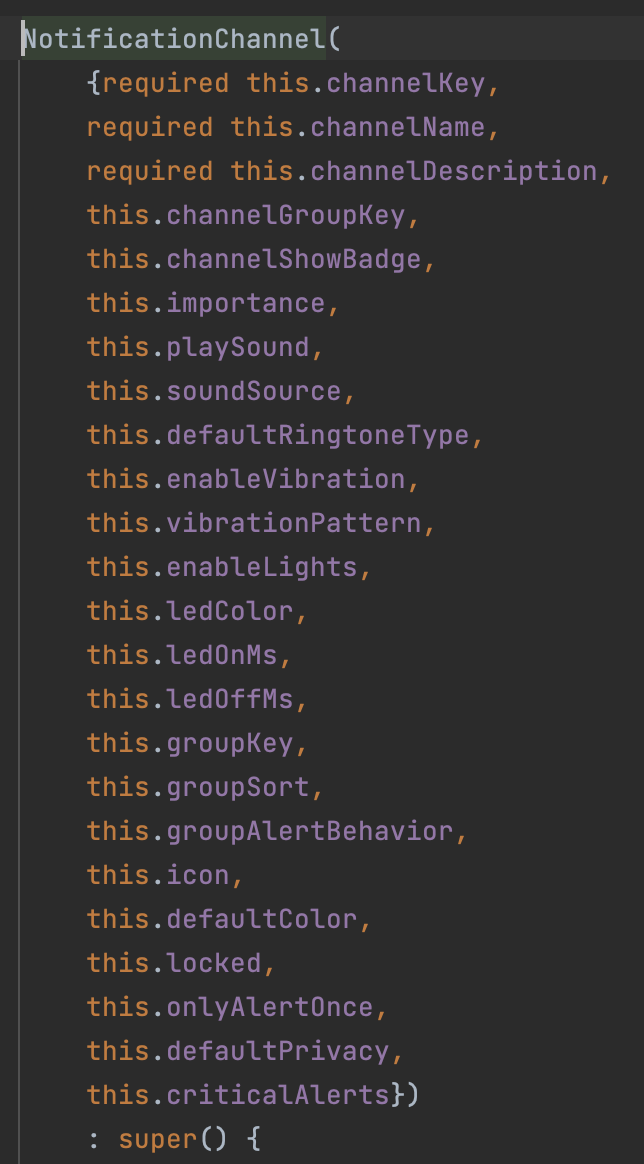 NotificationChannel(
{required this.channelKey,
required this.channelName,
required this.channelDescription,
this.channelGroupKey,
this.channelShowBadge,
this.importance,
this.playSound,
this.soundSource,
this.defaultRingtoneType,
this.enableVibration,
this.vibrationPattern,
this.enableLights,
this.ledColor,
this.ledOnMs,
this.ledOffMs,
this.groupKey,
this.groupSort,
this.groupAlertBehavior,
this.icon,
this.defaultColor,
this.locked,
this.onlyAlertOnce,
this.defaultPrivacy,
this.criticalAlerts})
: super() {